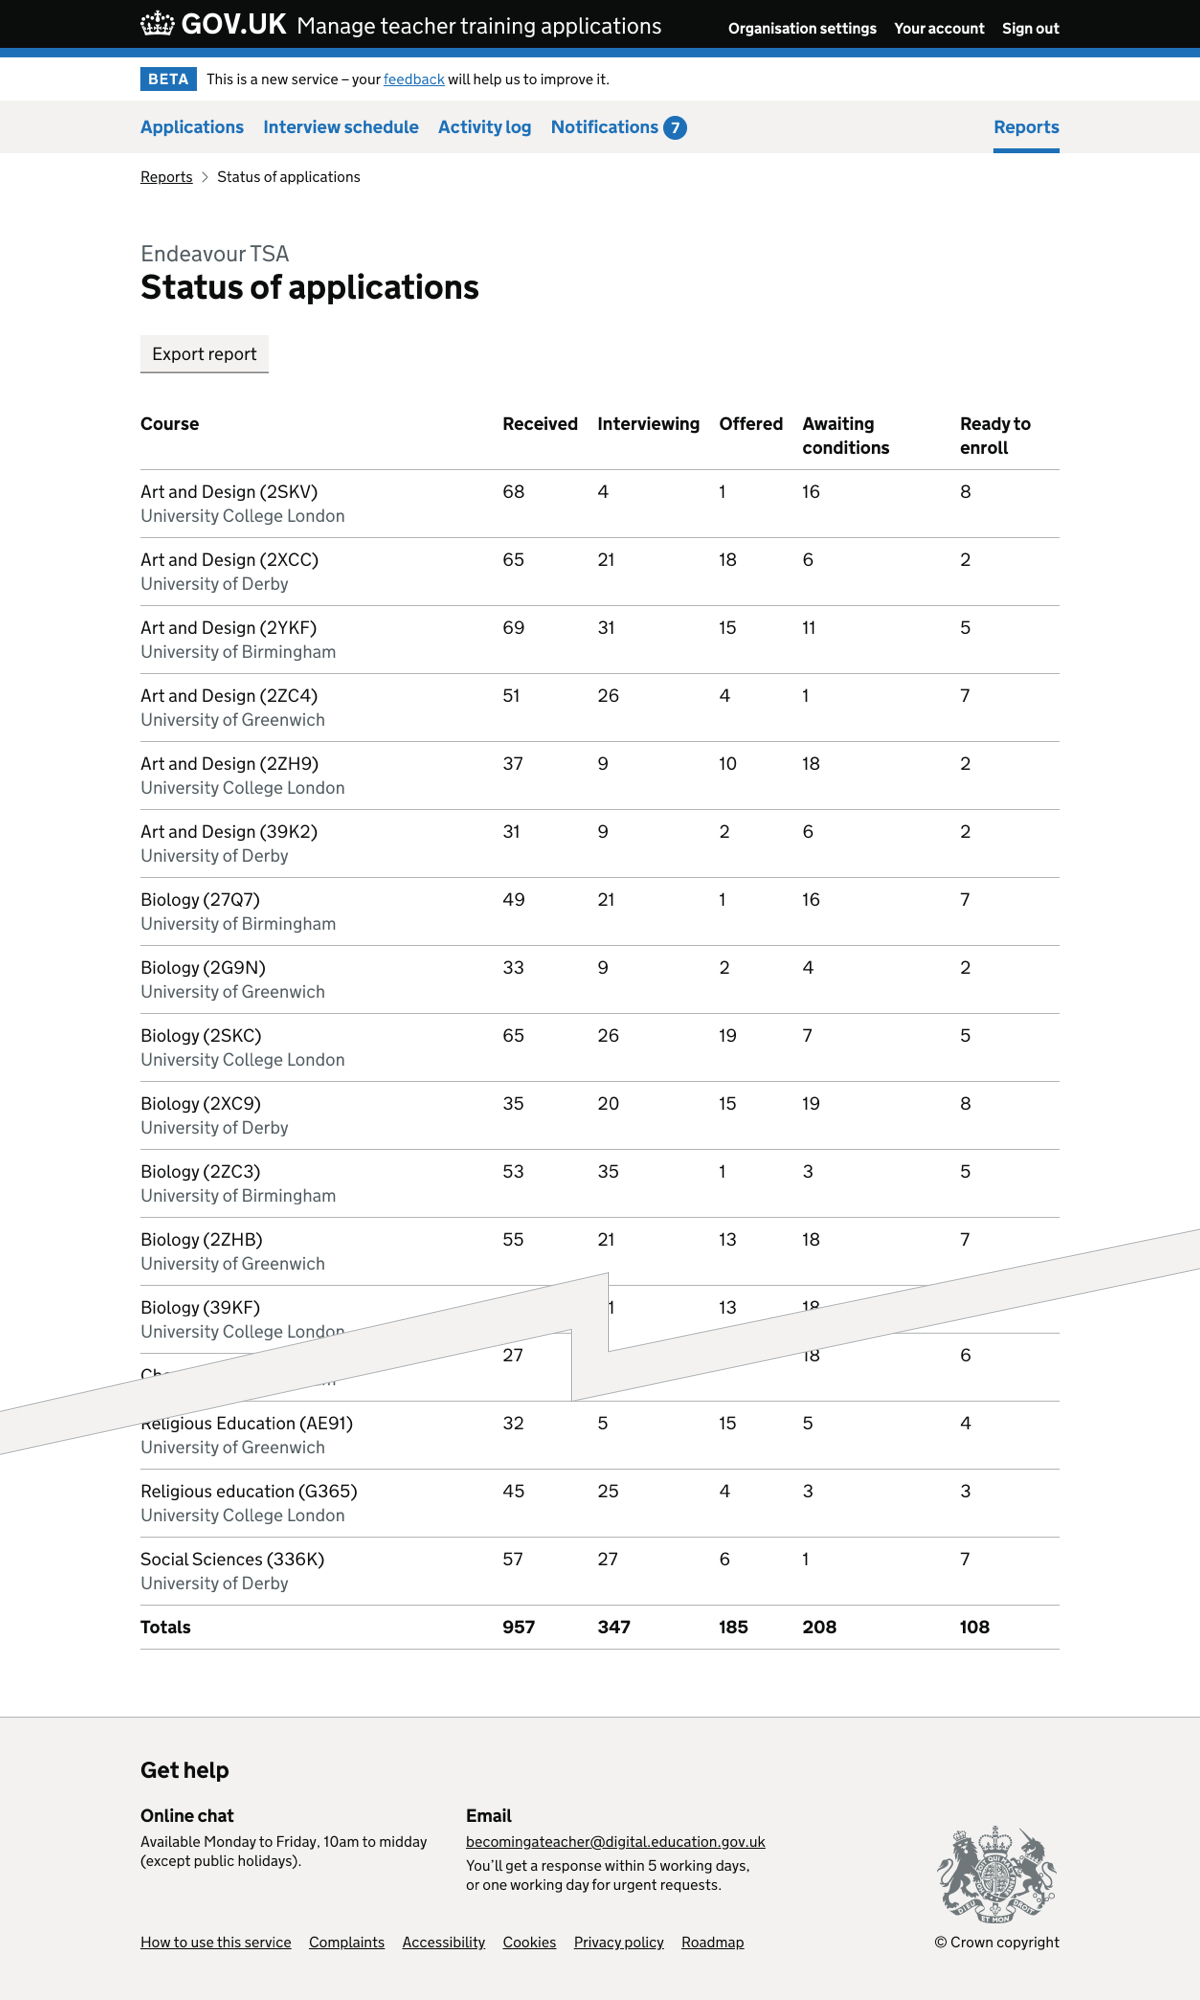 GOV.UK Manage teacher training applications Organisation settings Your account Sign out
BETA This is a new service – your feedback will help us to improve it.
Applications Interview schedule Activity log Notifications 7 Reports
Reports > Status of applications
Endeavour TSA
Status of applications
Export report
Course Received Interviewing Offered Awaiting conditions Ready to enroll
Art and Design (2SKV) 68 4 1 16 8
University College London
Art and Design (2XCC) 65 21 18 6 2
University of Derby
Art and Design (2YKF) 69 31 15 11 5
University of Birmingham
Art and Design (2ZC4) 51 26 4 1 7
University of Greenwich
Art and Design (2ZH9) 37 9 10 18 2
University College London
Art and Design (39K2) 31 9 2 6 2
University of Derby
Biology (27Q7) 49 21 1 16 7
University of Birmingham
Biology (2G9N) 33 9 2 4 2
University of Greenwich
Biology (2SKC) 65 26 19 7 5
University College London
Biology (2XC9) 35 20 15 19 8
University of Derby
Biology (2ZC3) 53 35 1 3 5
University of Birmingham
Biology (2ZHB) 55 21 13 18 7
University of Greenwich
Biology (39KF) 13 18
University College London
27 18 6
Religious Education (AE91) 32 5 15 5 4
University of Greenwich
Religious education (G365) 45 25 4 3 3
University College London
Social Sciences (336K) 57 27 6 1 7
University of Derby
Totals 957 347 185 208 108
Get help
Online chat
Available Monday to Friday, 10am to midday
(except public holidays).
Email
becomingateacher@digital.education.gov.uk
You’ll get a response within 5 working days,
or one working day for urgent requests.
How to use this service Complaints Accessibility Cookies Privacy policy Roadmap
© Crown copyright